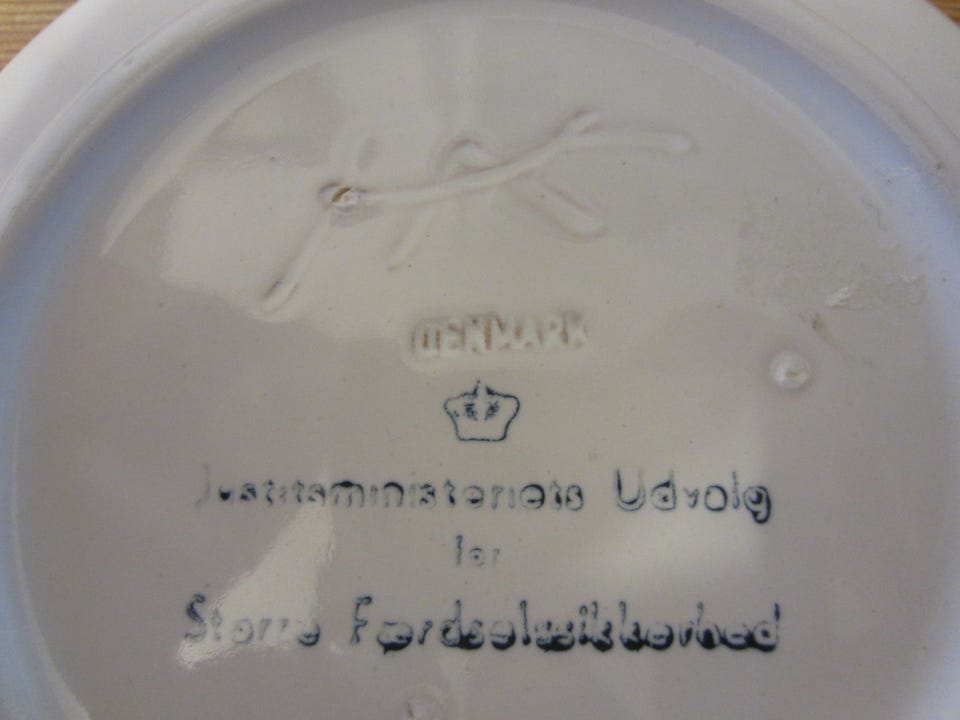 DENMARK
Justitsministeriets Udvalg
for
Større Færdselssikkerhed